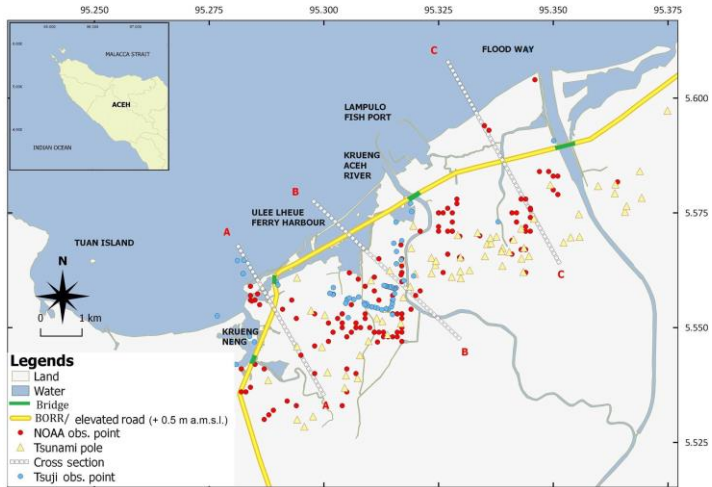 95.250
95.275
95.300
95.325
95.350
95.375
MALACCA STRAIT
ACEH
INDIAN OCEAN
FLOOD WAY
C
5.600
LAMPULO
FISH PORT
KRUENG
ACEH
RIVER
B
ULEE LHEUE
FERRY HARBOUR
A
TUAN ISLAND
5.575
C
N
0 1 km
KRUENG
NENG
5.550
B
A
5.525
Legends
Land
Water
Bridge
BORR/ elevated road (+ 0.5 m a.m.s.l.)
NOAA obs. point
Tsunami pole
Cross section
Tsuji obs. point